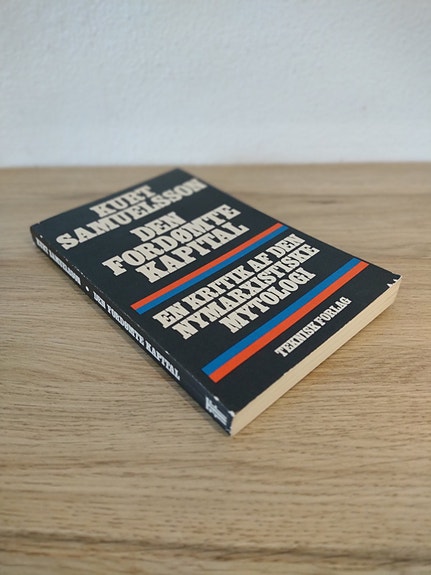 KURT
SAMUELSSON
DEN
FORDØMTE
KAPITAL
EN KRITIK AF DEN
NYMARXISTISKE
MYTOLOGI
TEKNISK FORLAG
KURT SAMUELSSON • DEN FORDØMTE KAPITAL